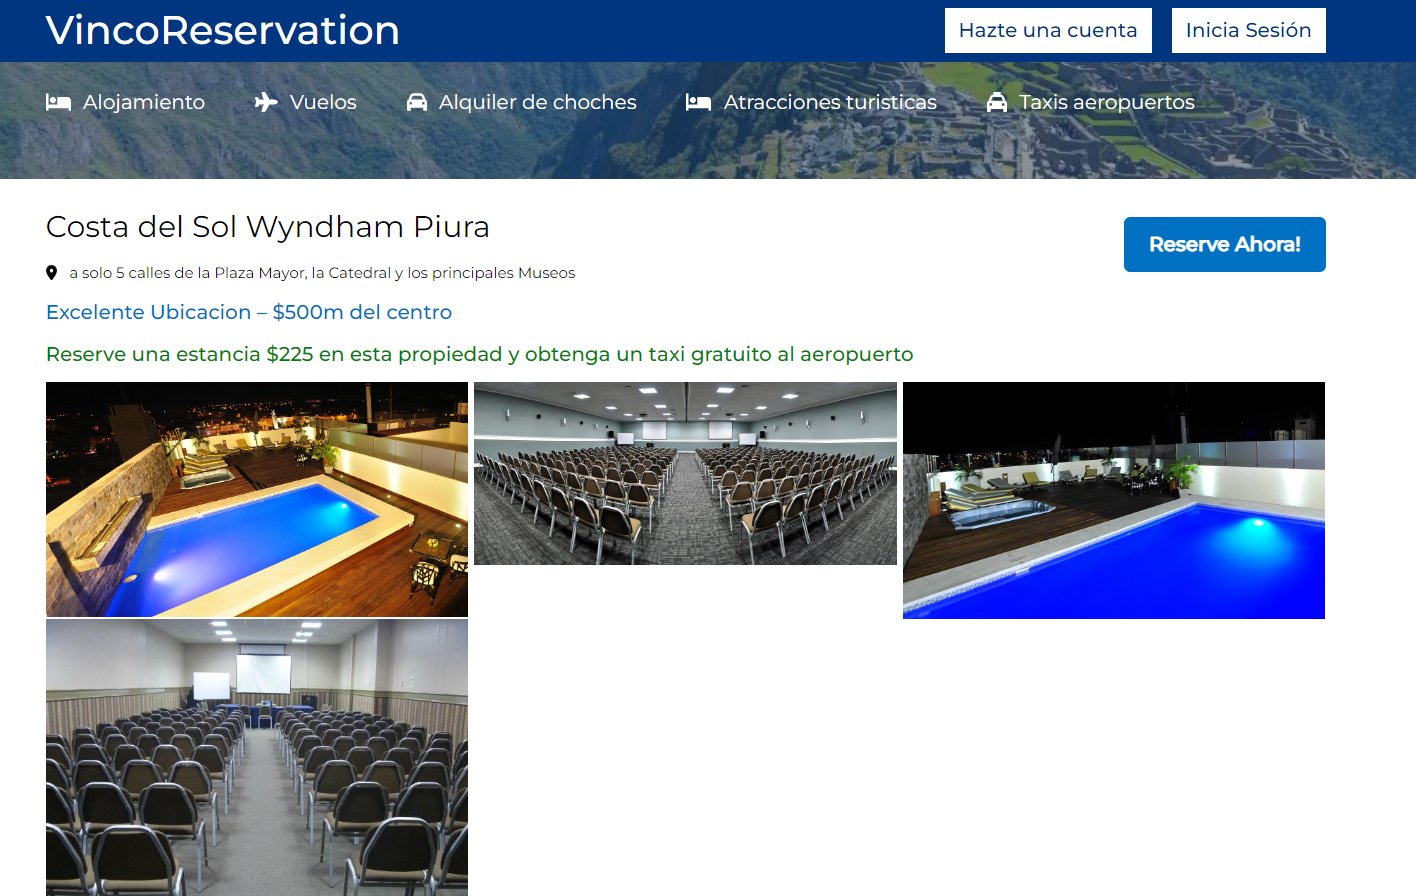 VincoReservation
Hazte una cuenta
Inicia Sesión
Alojamiento
Vuelos
Alquiler de choches
Atracciones turisticas
Taxis aeropuertos
Costa del Sol Wyndham Piura
Reserve Ahora!
a solo 5 calles de la Plaza Mayor, la Catedral y los principales Museos
Excelente Ubicacion – $500m del centro
Reserve una estancia $225 en esta propiedad y obtenga un taxi gratuito al aeropuerto